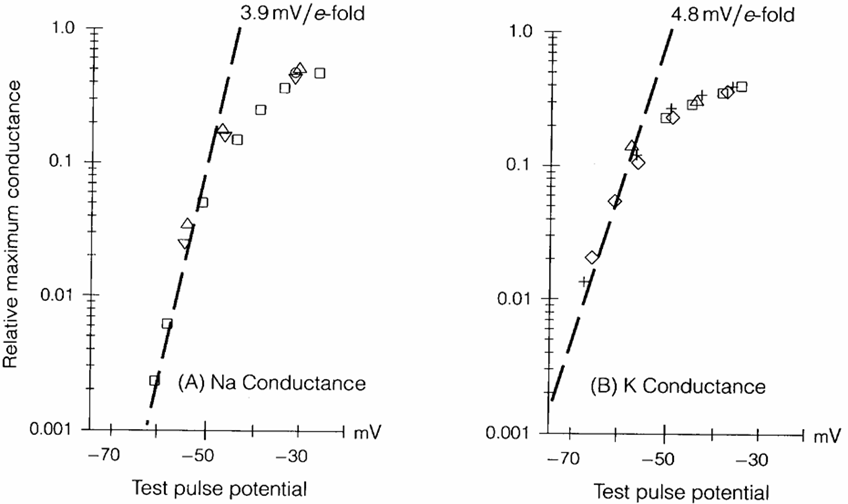 3.9 mV/e-fold
1.0
0.1
0.01
0.001
Relative maximum conductance
(A) Na Conductance
-70 -50 -30 mV
Test pulse potential
4.8 mV/e-fold
1.0
0.1
0.01
0.001
(B) K Conductance
-70 -50 -30 mV
Test pulse potential